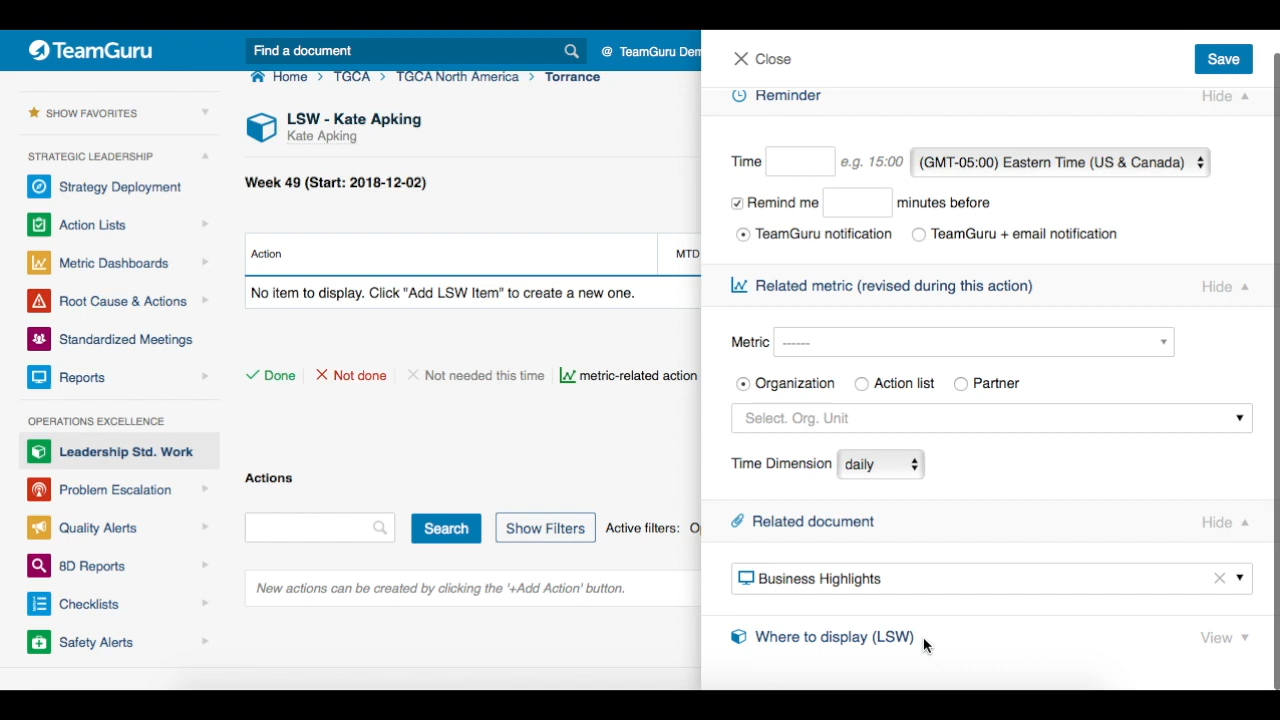 TeamGuru
Find a document
@ TeamGuru Dem
Home > TGCA > TGCA North America > Torrance
SHOW FAVORITES
STRATEGIC LEADERSHIP
Strategy Deployment
Action Lists
Metric Dashboards
Root Cause & Actions
Standardized Meetings
Reports
OPERATIONS EXCELLENCE
Leadership Std. Work
Problem Escalation
Quality Alerts
8D Reports
Checklists
Safety Alerts
LSW - Kate Apking
Kate Apking
Week 49 (Start: 2018-12-02)
Action MTD
No item to display. Click "Add LSW Item" to create a new one.
Done Not done Not needed this time metric-related action
Actions
Search Show Filters Active filters: O
New actions can be created by clicking the '+Add Action' button.
Close Save
Reminder Hide
Time e.g. 15:00 (GMT-05:00) Eastern Time (US & Canada)
Remind me minutes before
TeamGuru notification TeamGuru + email notification
Related metric (revised during this action) Hide
Metric ------
Organization Action list Partner
Select. Org. Unit
Time Dimension daily
Related document Hide
Business Highlights
Where to display (LSW) View